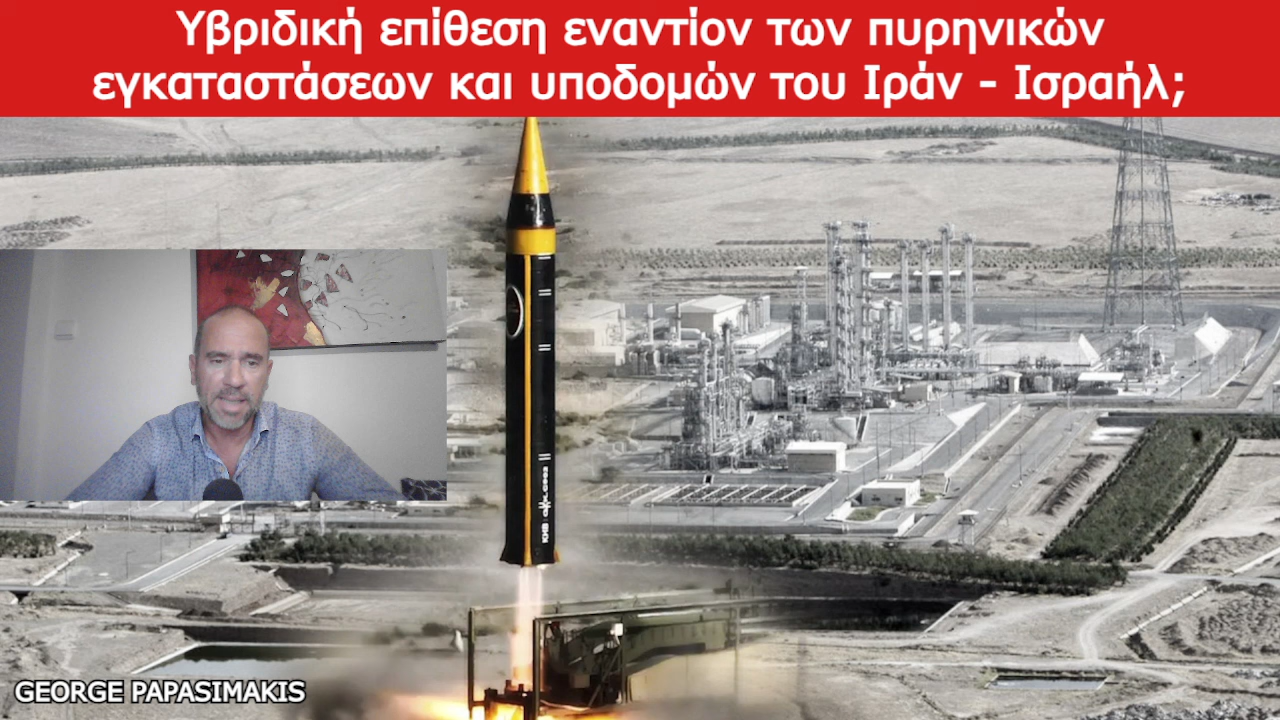 Υβριδική επίθεση εναντίον των πυρηνικών
εγκαταστάσεων και υποδομών του Ιράν - Ισραήλ;
GEORGE PAPASIMAKIS